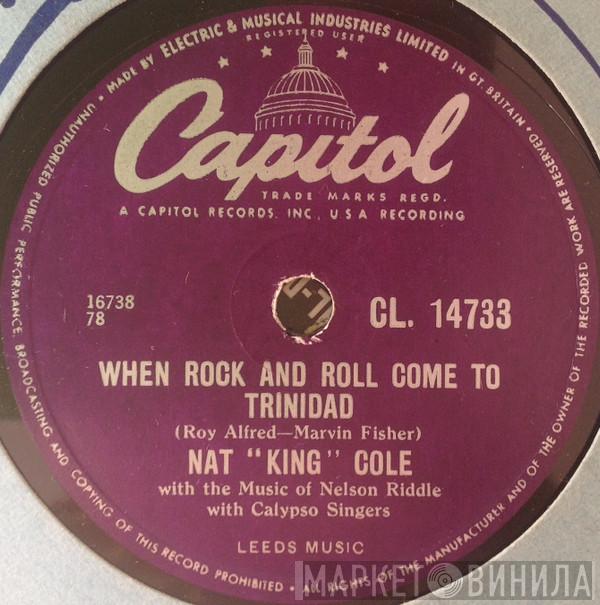 MADE BY ELECTRIC & MUSICAL INDUSTRIES LIMITED IN GT. BRITAIN • ALL RIGHTS OF THE MANUFACTURER AND OF THE OWNER OF THE RECORDED WORK ARE RESERVED •
UNAUTHORIZED PUBLIC PERFORMANCE, BROADCASTING AND COPYING OF THIS RECORD PROHIBITED •
REGISTERED USER
Capitol
TRADE MARKS REGD.
A CAPITOL RECORDS, INC., U.S.A RECORDING
16738
78
CL. 14733
WHEN ROCK AND ROLL COME TO
TRINIDAD
(Roy Alfred—Marvin Fisher)
NAT "KING" COLE
with the Music of Nelson Riddle
with Calypso Singers
LEEDS MUSIC
МАРКЕТ ВИНИЛА